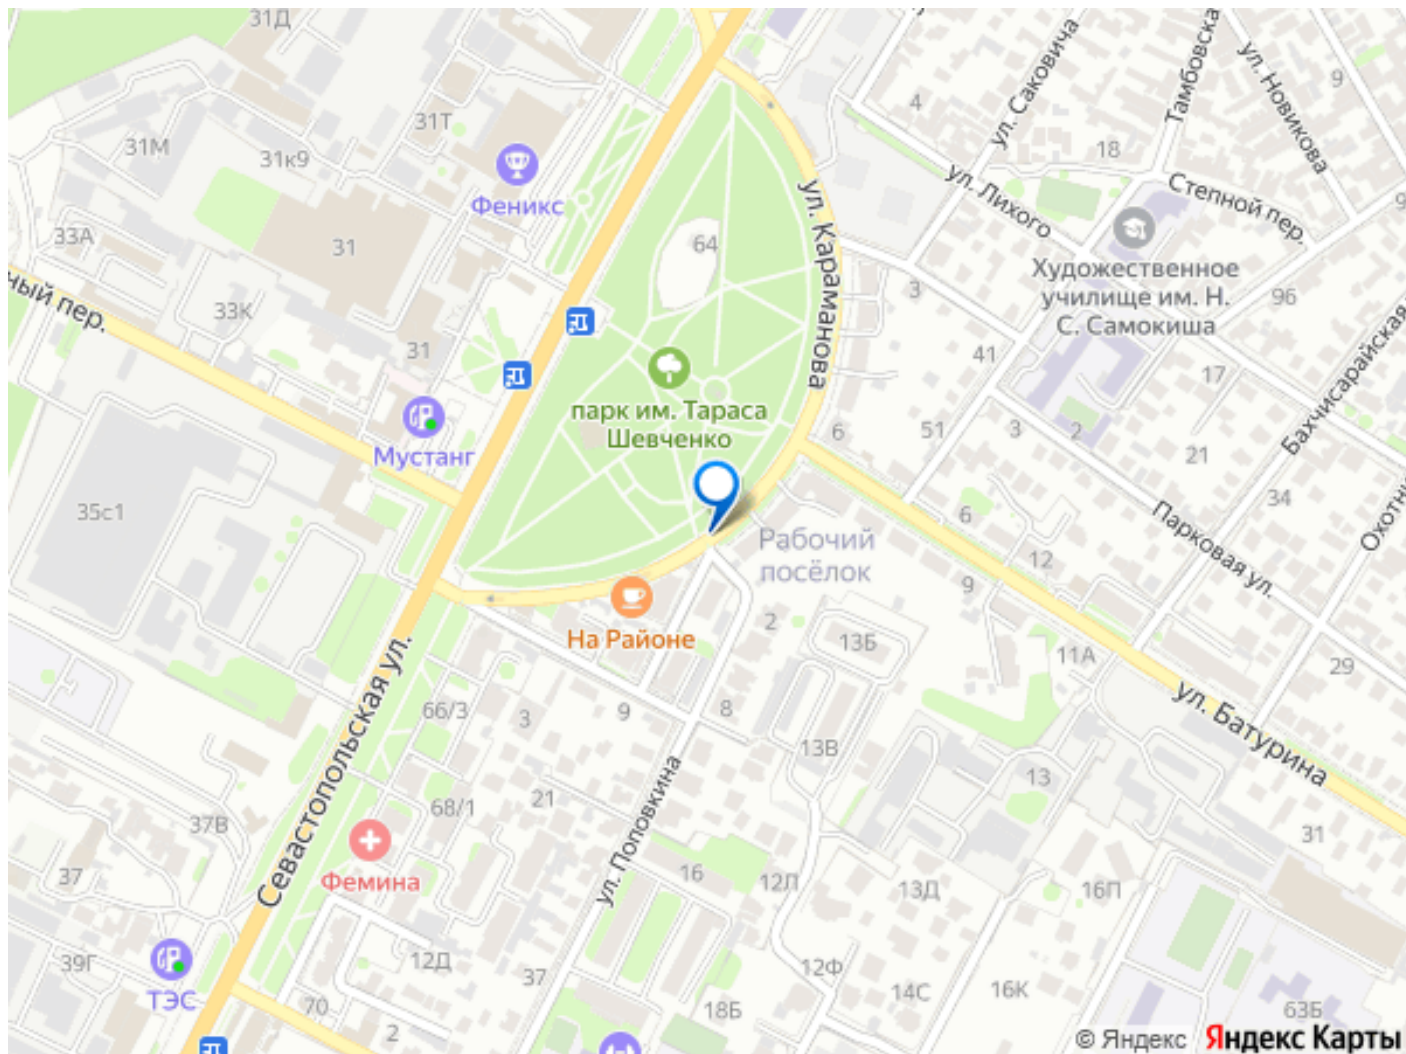 31Д
31Т
31М
31к9
Феникс
33А
31
ный пер.
33К
31
Мустанг
35с1
64
парк им. Тараса
Шевченко
ул. Караманова
4
ул. Саковича
Тамбовска
ул. Новикова
9
18
ул. Лихого
Степной пер.
9
Художественное
училище им. Н.
С. Самокиша
96
3
41
17
Бахчисарайская
6
51
3
2
21
34
Охотн
Парковая ул.
6
12
9
Рабочий
посёлок
На Районе
2
13Б
11А
29
ул. Батурина
Севастопольская ул.
66/3
3
9
8
13В
13
31
68/1
21
ул. Поповкина
37В
37
Фемина
16
12Л
13Д
16П
39Г
ТЭС
12Д
37
12Ф
14С
16К
70
2
18Б
63Б
© Яндекс Яндекс Карты